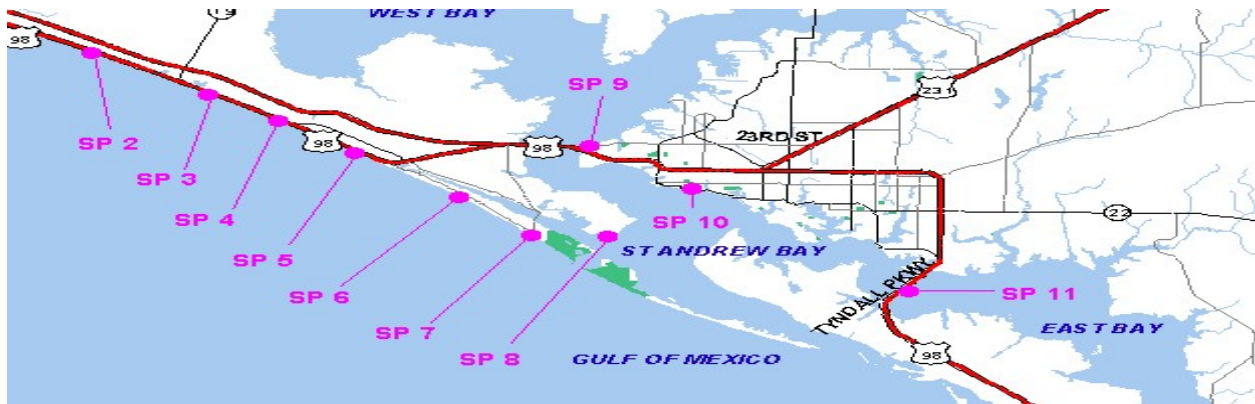 19
WEST BAY
98
SP 2
SP 9
231
98
98
23RD ST
SP 3
SP 4
SP 10
22
SP 5
ST ANDREW BAY
SP 6
SP 11
TYNDALL PKWY
SP 7
EAST BAY
SP 8
GULF OF MEXICO
98